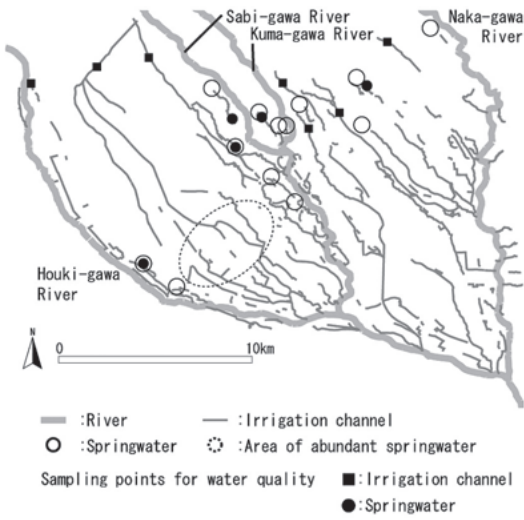 Sabi-gawa River
Kuma-gawa River
Naka-gawa
River
Houki-gawa
River
N
0 10km
:River :Irrigation channel
:Springwater :Area of abundant springwater
Sampling points for water quality :Irrigation channel
:Springwater